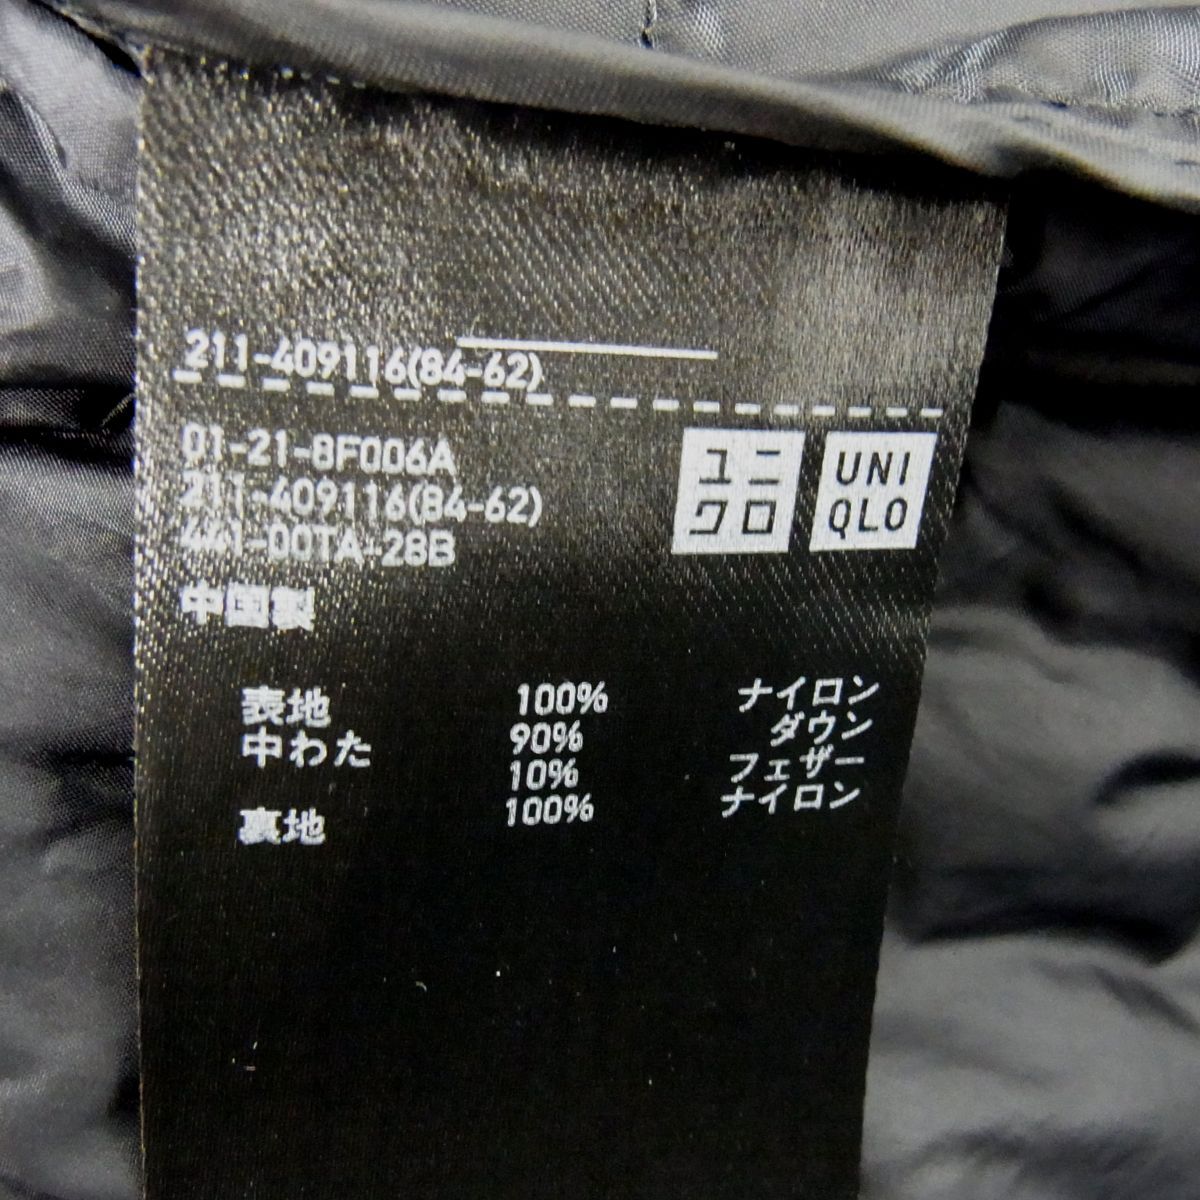 211-409116(84-62)
01-21-8F006A
211-409116(84-62)
441-00TA-28B
ユニ
クロ
UNI
QLO
中国製
表地 100% ナイロン
中わた 90% ダウン
10% フェザー
裏地 100% ナイロン